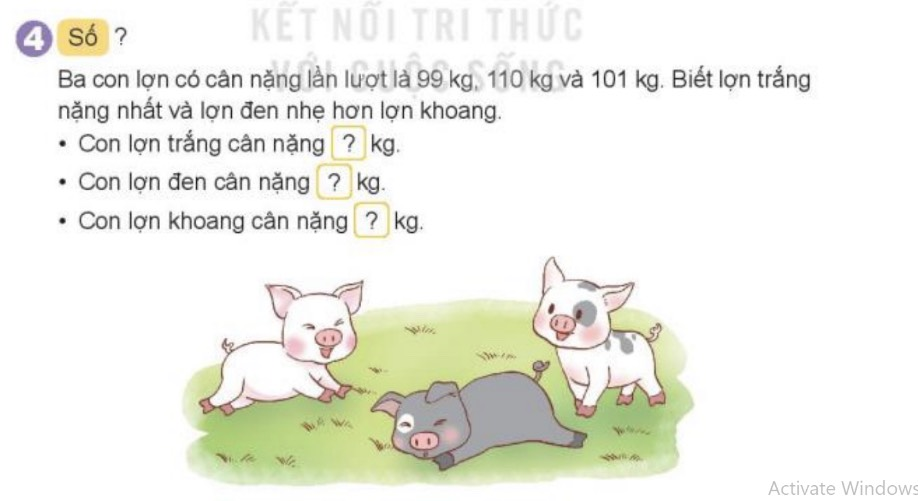 KẾT NỐI TRI THỨC
VỚI CUỘC SỐNG
4 Số ?
Ba con lợn có cân nặng lần lượt là 99 kg, 110 kg và 101 kg. Biết lợn trắng
nặng nhất và lợn đen nhẹ hơn lợn khoang.
• Con lợn trắng cân nặng ? kg.
• Con lợn đen cân nặng ? kg.
• Con lợn khoang cân nặng ? kg.
Activate Windows